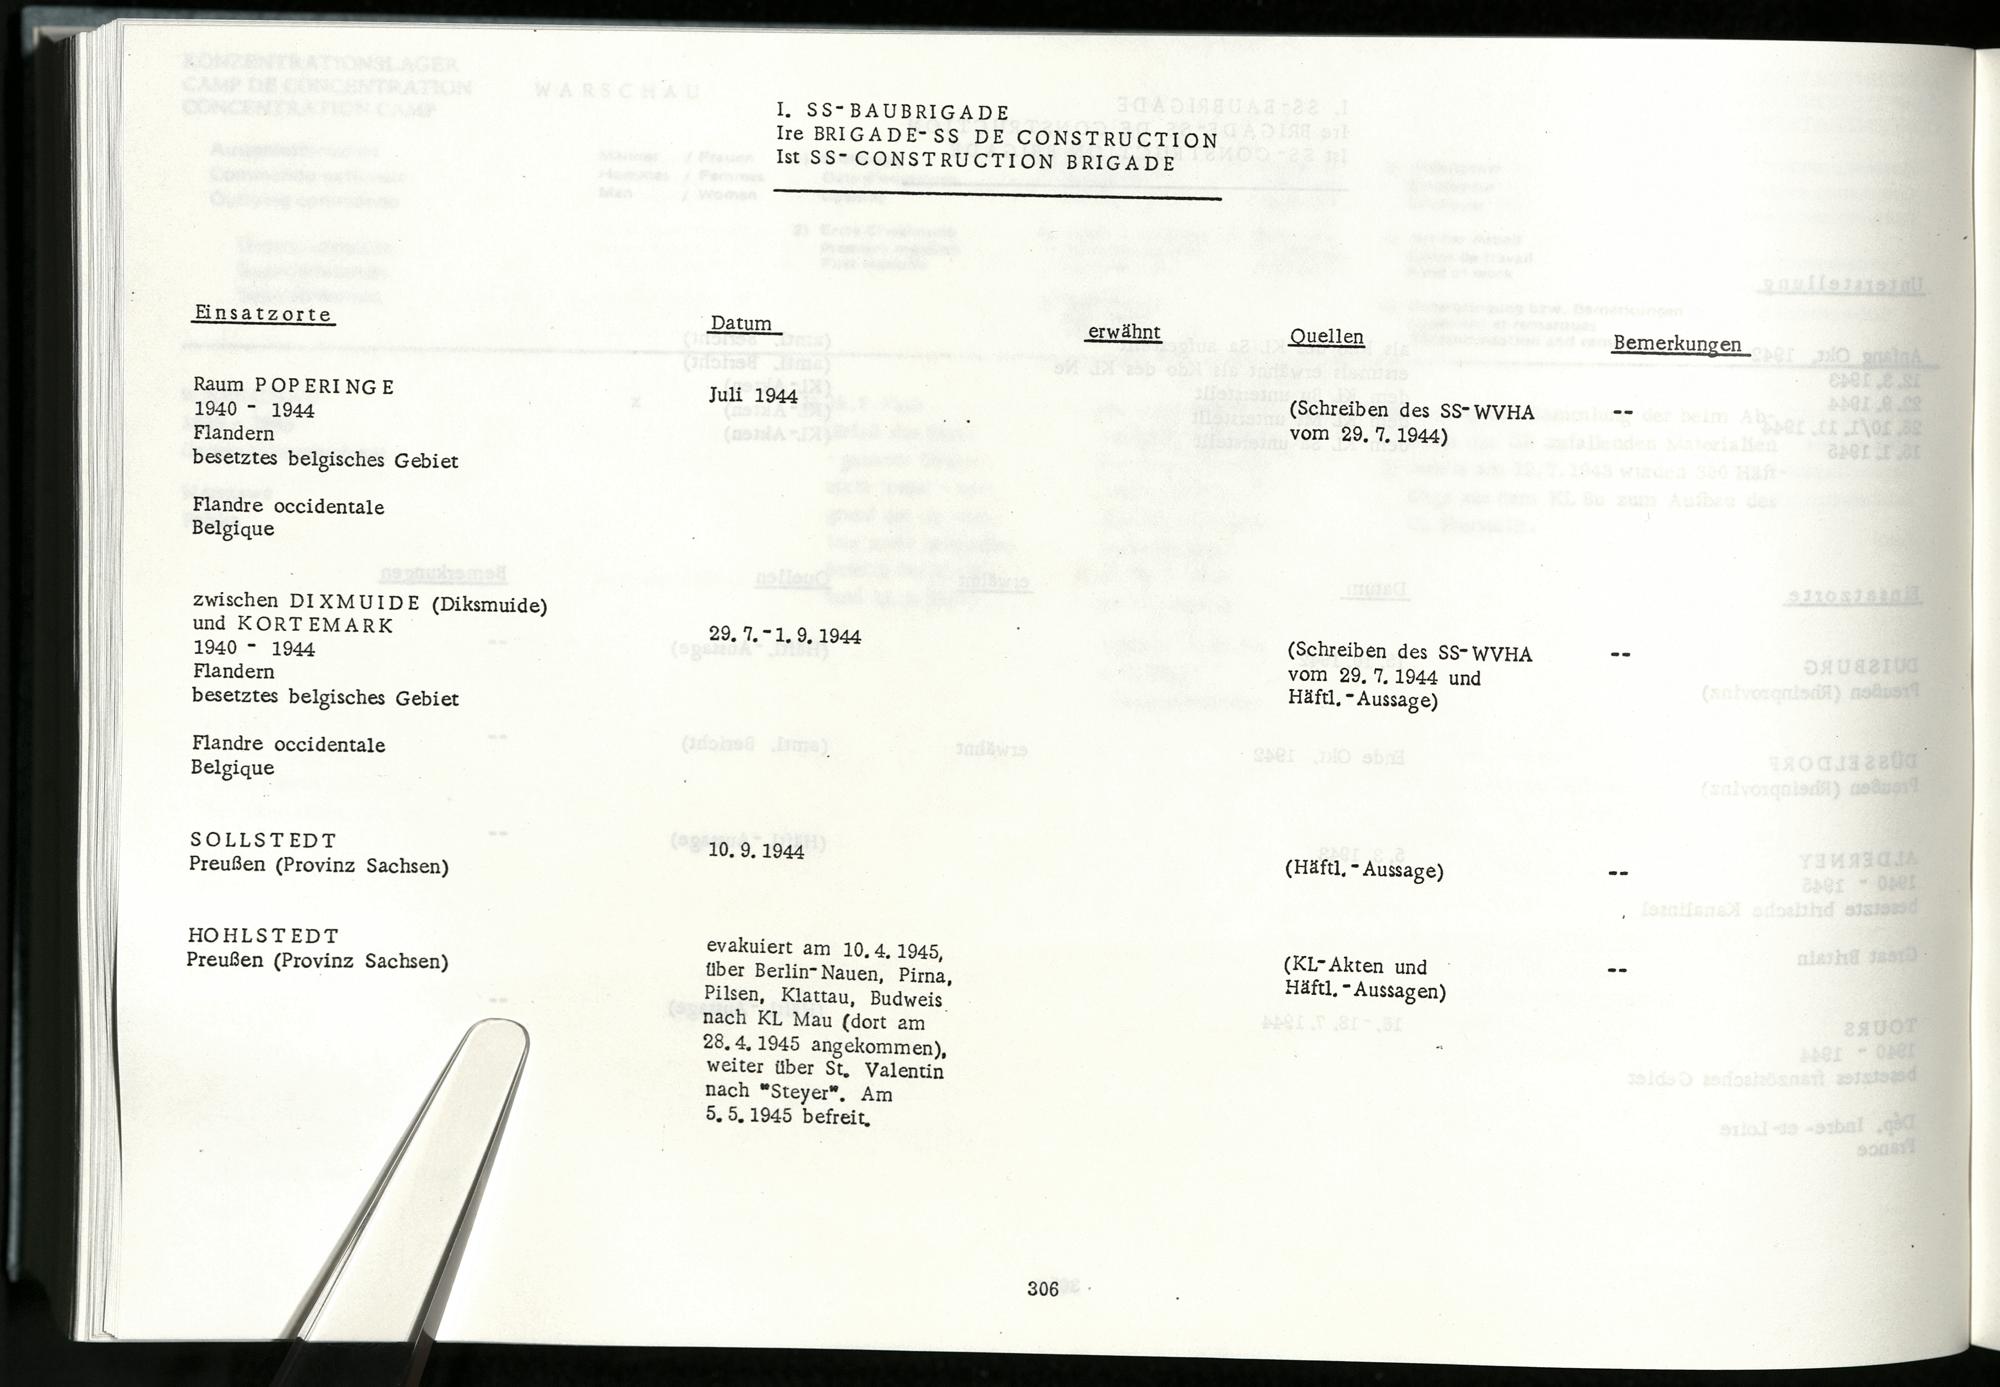 I. SS-BAUBRIGADE
Ire BRIGADE-SS DE CONSTRUCTION
Ist SS-CONSTRUCTION BRIGADE
Einsatzorte Datum erwähnt Quellen Bemerkungen
Raum POPERINGE Juli 1944 (Schreiben des SS-WVHA --
1940 - 1944 vom 29.7.1944)
Flandern
besetztes belgisches Gebiet
Flandre occidentale
Belgique
zwischen DIXMUIDE (Diksmuide) 29.7.-1.9.1944 (Schreiben des SS-WVHA --
und KORTEMARK vom 29.7.1944 und
1940 - 1944 Häftl.-Aussage)
Flandern
besetztes belgisches Gebiet
Flandre occidentale
Belgique
SOLLSTEDT 10.9.1944 (Häftl.-Aussage) --
Preußen (Provinz Sachsen)
HOHLSTEDT evakuiert am 10.4.1945, (KL-Akten und --
Preußen (Provinz Sachsen) über Berlin-Nauen, Pirna, Häftl.-Aussagen)
Pilsen, Klattau, Budweis
nach KL Mau (dort am
28.4.1945 angekommen),
weiter über St. Valentin
nach "Steyer". Am
5.5.1945 befreit.
306